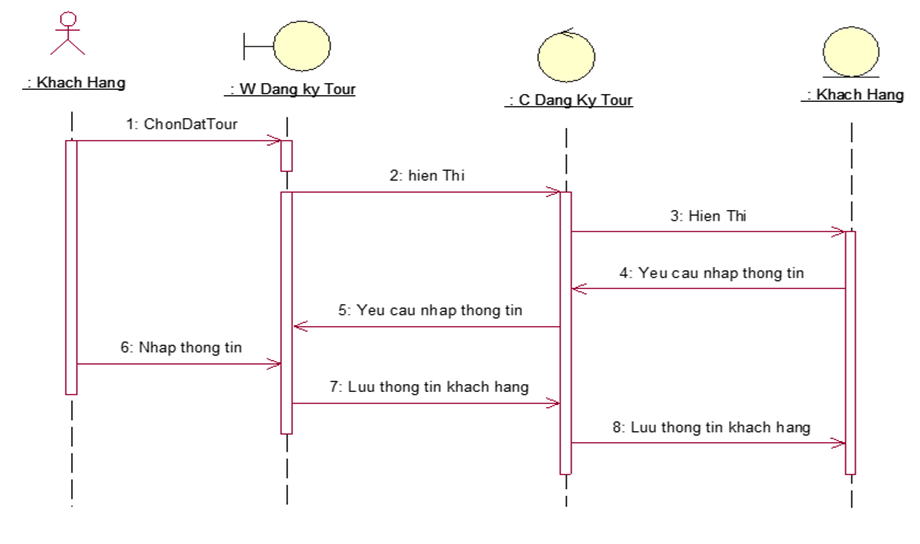 : Khach Hang
: W Dang ky Tour
: C Dang Ky Tour
: Khach Hang
1: ChonDatTour
2: hien Thi
3: Hien Thi
4: Yeu cau nhap thong tin
5: Yeu cau nhap thong tin
6: Nhap thong tin
7: Luu thong tin khach hang
8: Luu thong tin khach hang